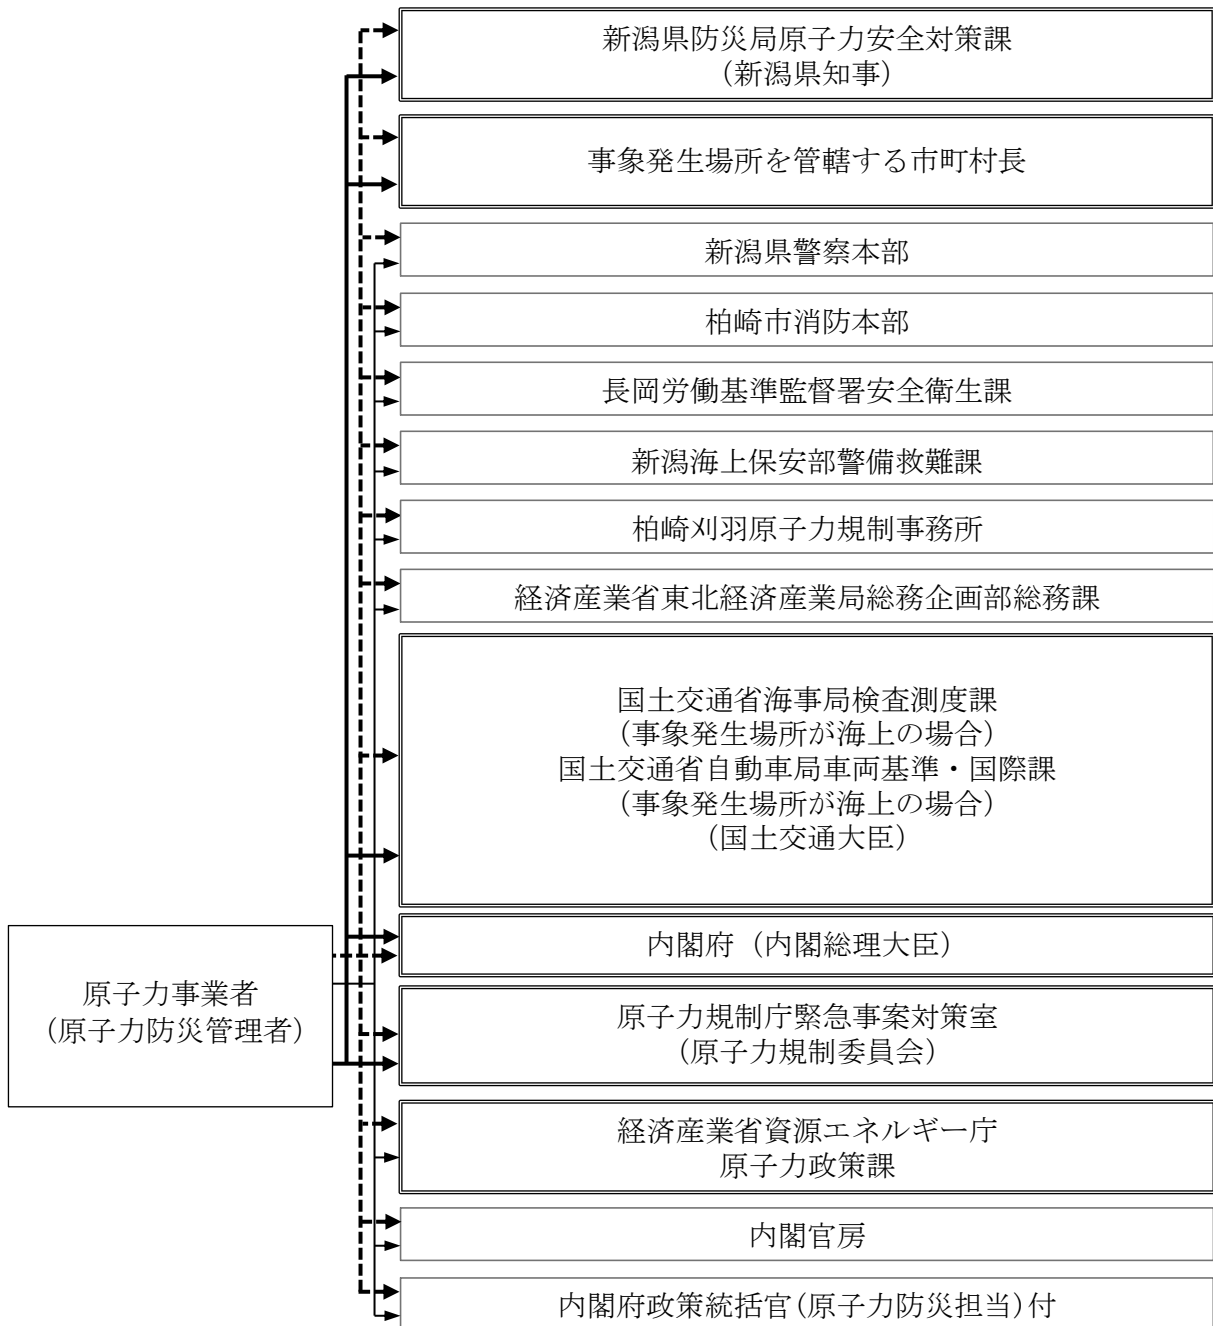 新潟県防災局原子力安全対策課
（新潟県知事）
事象発生場所を管轄する市町村長
新潟県警察本部
柏崎市消防本部
長岡労働基準監督署安全衛生課
新潟海上保安部警備救難課
柏崎刈羽原子力規制事務所
経済産業省東北経済産業局総務企画部総務課
国土交通省海事局検査測度課
（事象発生場所が海上の場合）
国土交通省自動車局車両基準・国際課
（事象発生場所が海上の場合）
（国土交通大臣）
内閣府（内閣総理大臣）
原子力事業者
（原子力防災管理者）
原子力規制庁緊急事案対策室
（原子力規制委員会）
経済産業省資源エネルギー庁
原子力政策課
内閣官房
内閣府政策統括官(原子力防災担当)付